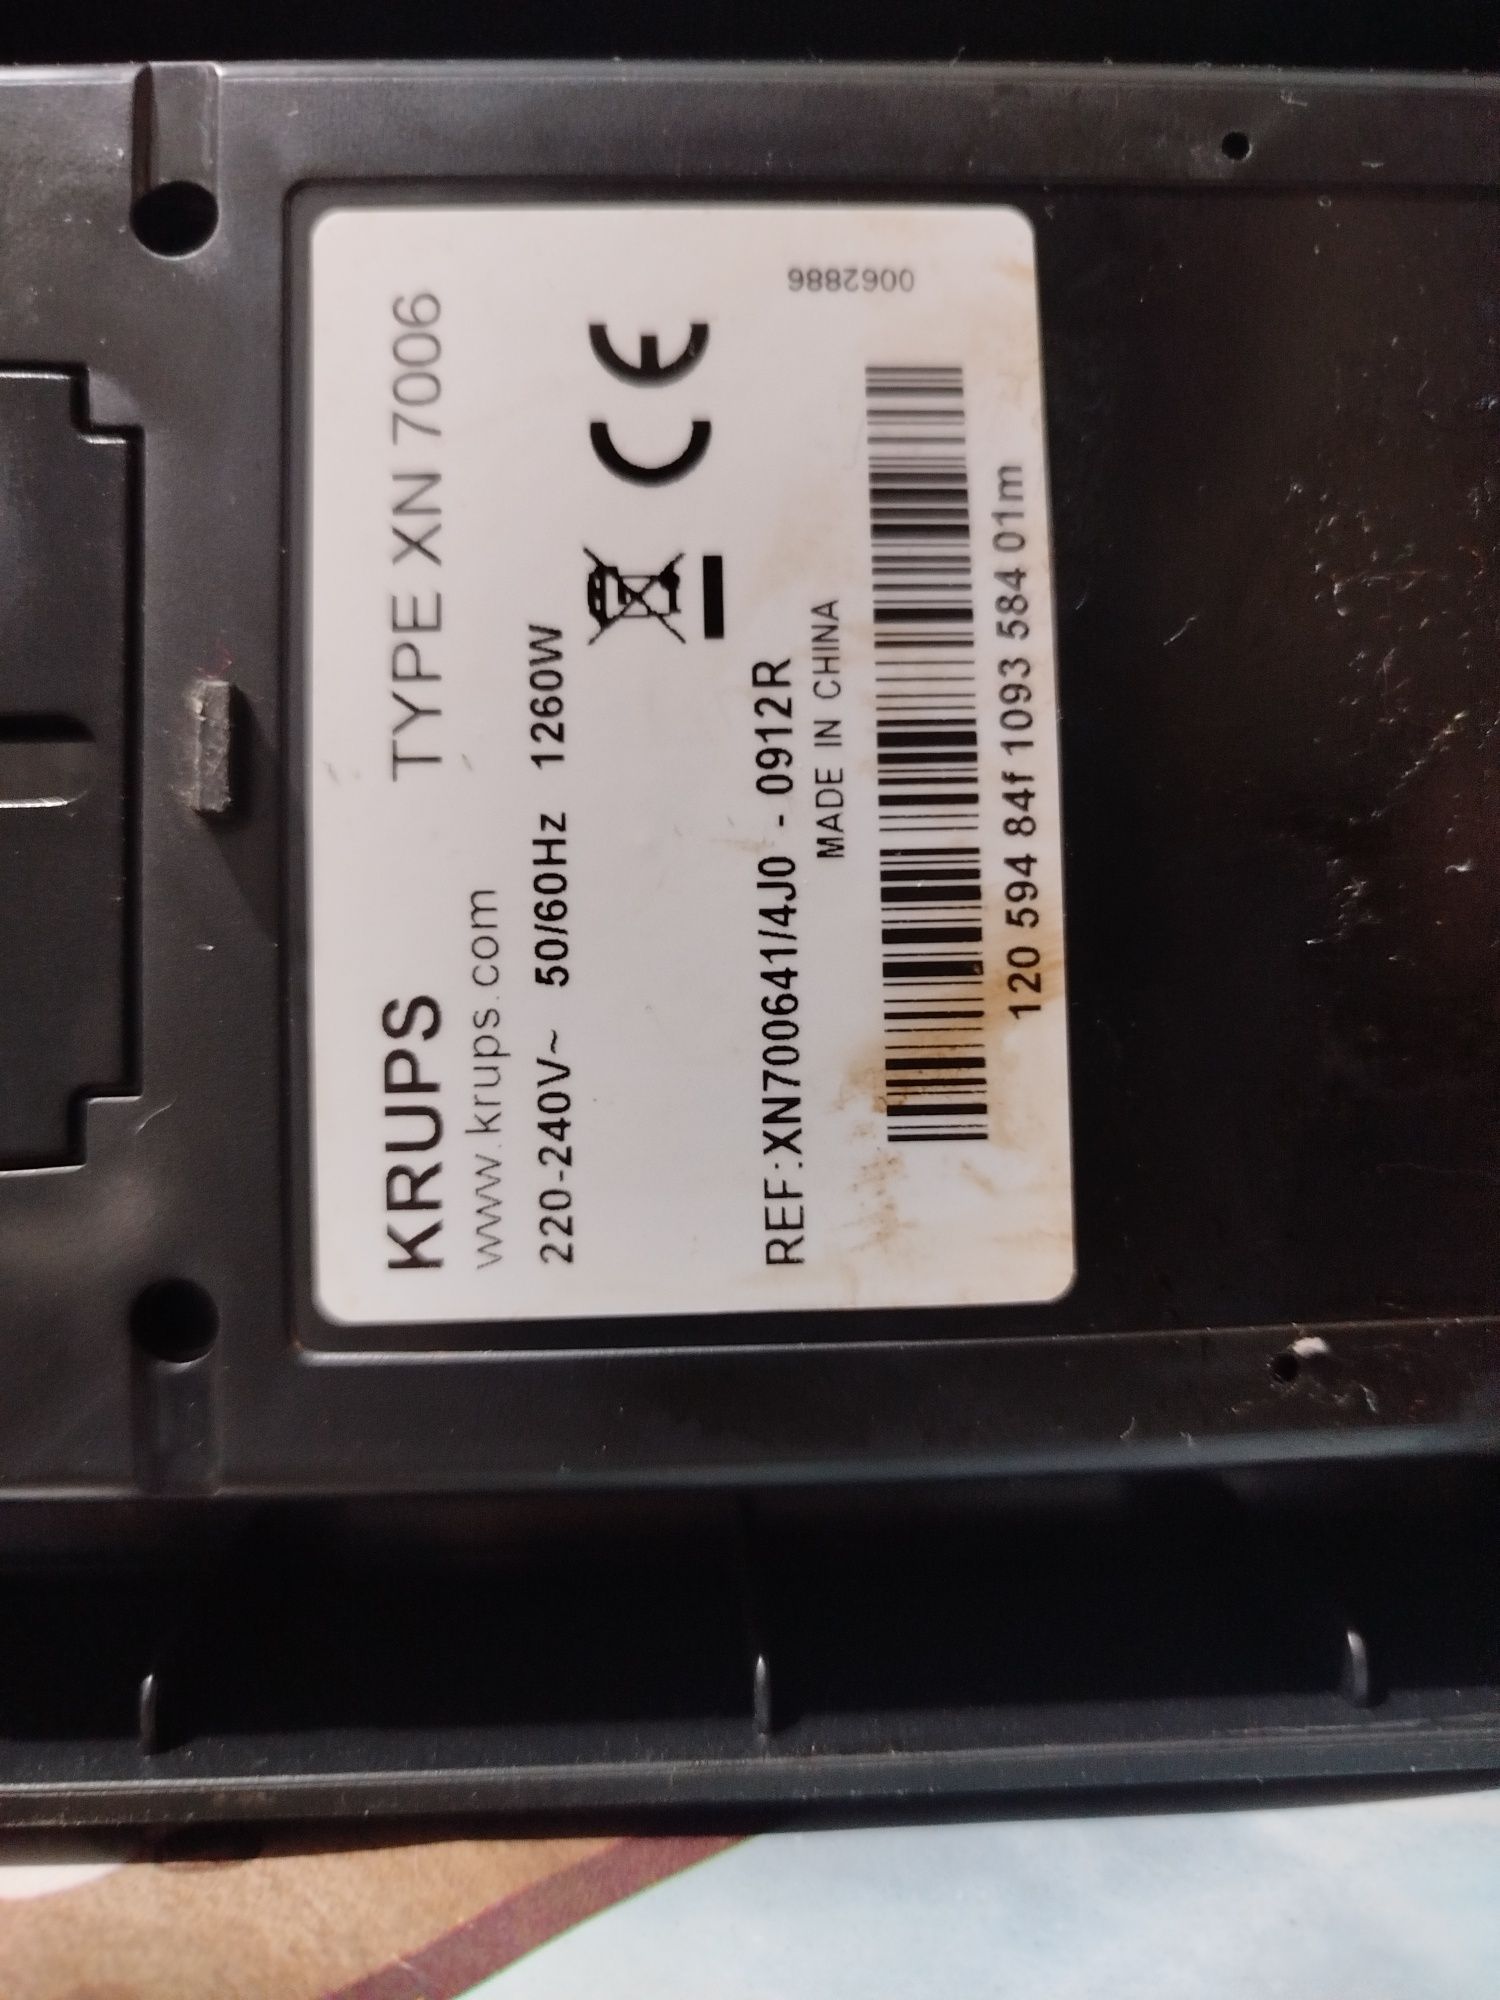 KRUPS TYPE XN 7006
www.krups.com
220-240V~ 50/60Hz 1260W
CE
REF:XN700641/4J0 - 0912R
MADE IN CHINA
0062886
120 594 84f 1093 584 01m